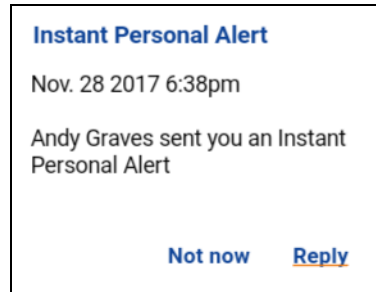 Instant Personal Alert
Nov. 28 2017 6:38pm
Andy Graves sent you an Instant
Personal Alert
Not now Reply